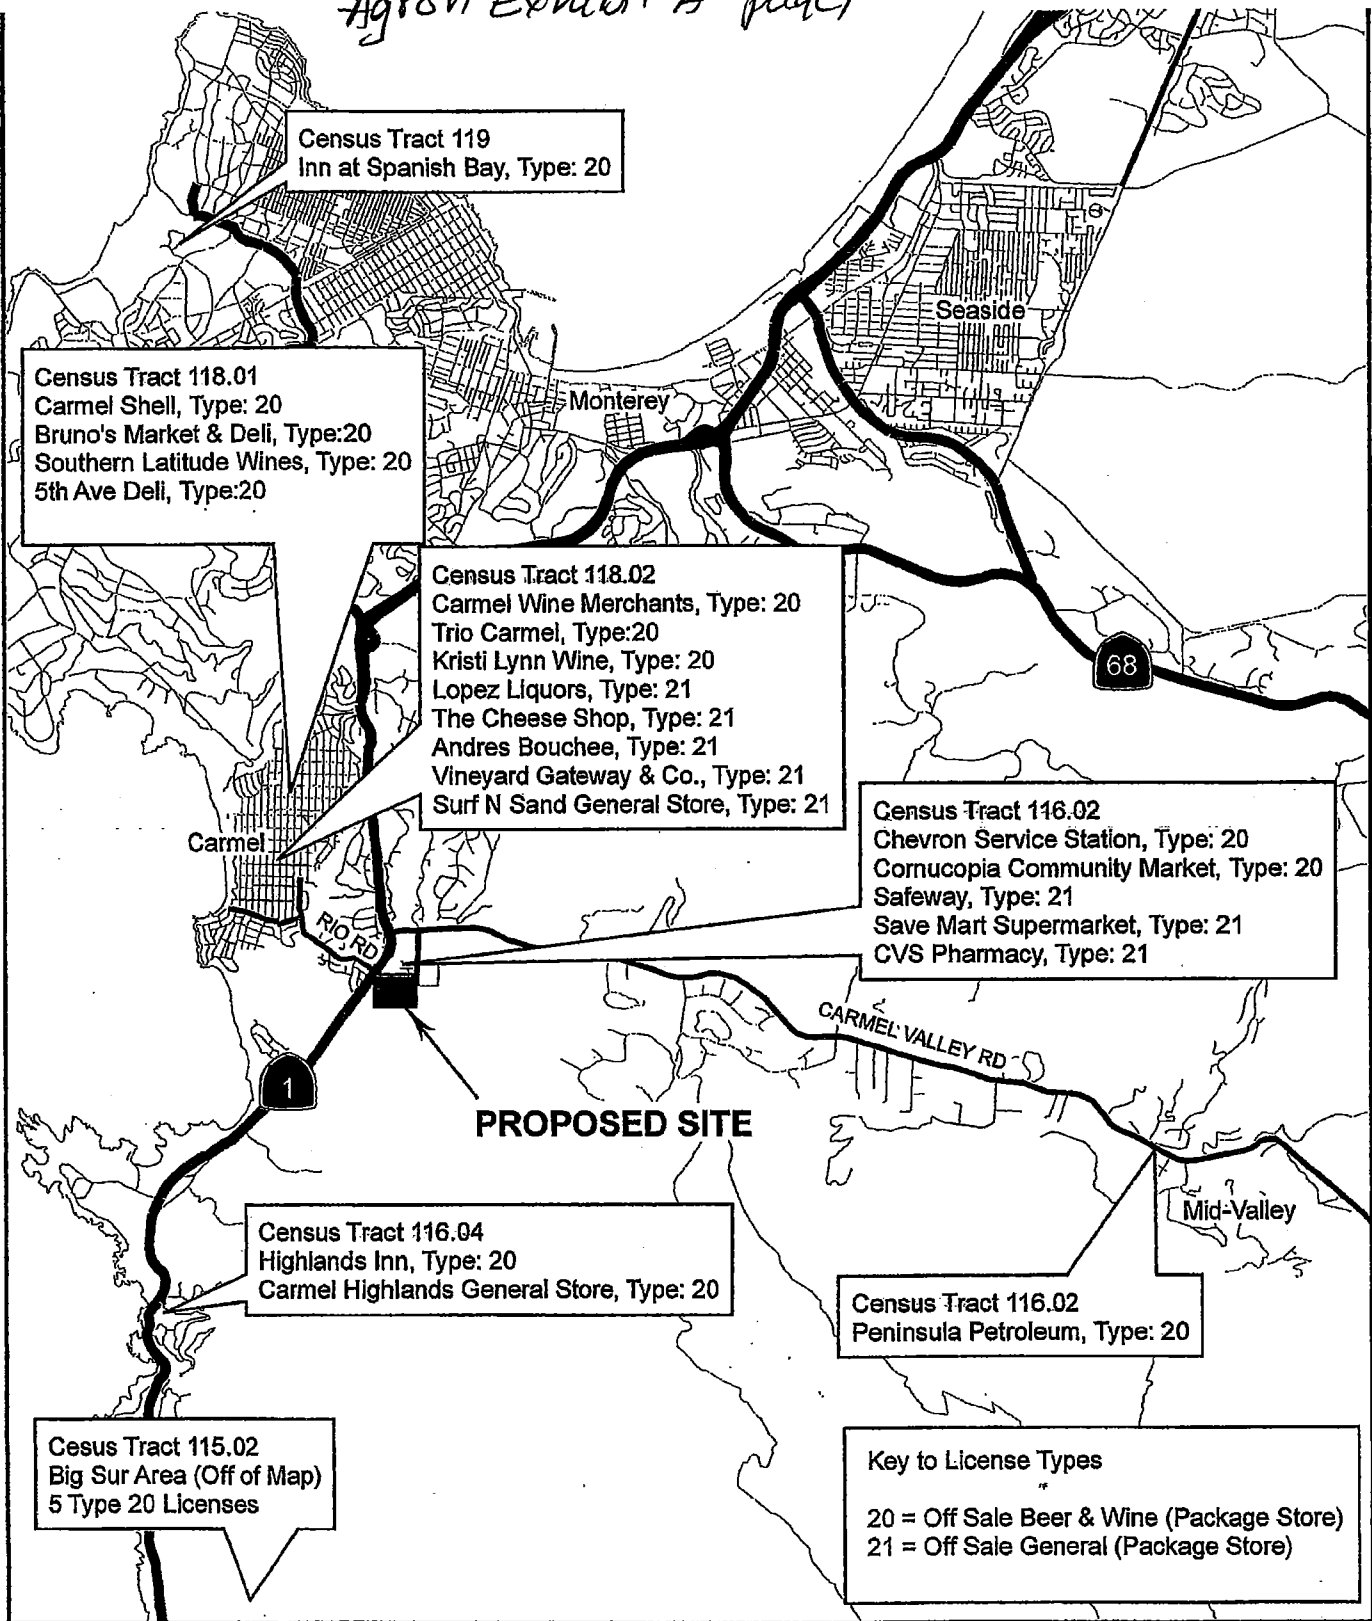 Exhibit A page 1
Census Tract 119
Inn at Spanish Bay, Type: 20
Seaside
Census Tract 118.01
Carmel Shell, Type: 20
Bruno's Market & Deli, Type:20
Southern Latitude Wines, Type: 20
5th Ave Deli, Type:20
Monterey
Census Tract 118.02
Carmel Wine Merchants, Type: 20
Trio Carmel, Type:20
Kristi Lynn Wine, Type: 20
Lopez Liquors, Type: 21
The Cheese Shop, Type: 21
Andres Bouchee, Type: 21
Vineyard Gateway & Co., Type: 21
Surf N Sand General Store, Type: 21
68
Carmel
Census Tract 116.02
Chevron Service Station, Type: 20
Cornucopia Community Market, Type: 20
Safeway, Type: 21
Save Mart Supermarket, Type: 21
CVS Pharmacy, Type: 21
RIO RD
CARMEL VALLEY RD
1
PROPOSED SITE
Mid-Valley
Census Tract 116.04
Highlands Inn, Type: 20
Carmel Highlands General Store, Type: 20
Census Tract 116.02
Peninsula Petroleum, Type: 20
Cesus Tract 115.02
Big Sur Area (Off of Map)
5 Type 20 Licenses
Key to License Types
20 = Off Sale Beer & Wine (Package Store)
21 = Off Sale General (Package Store)